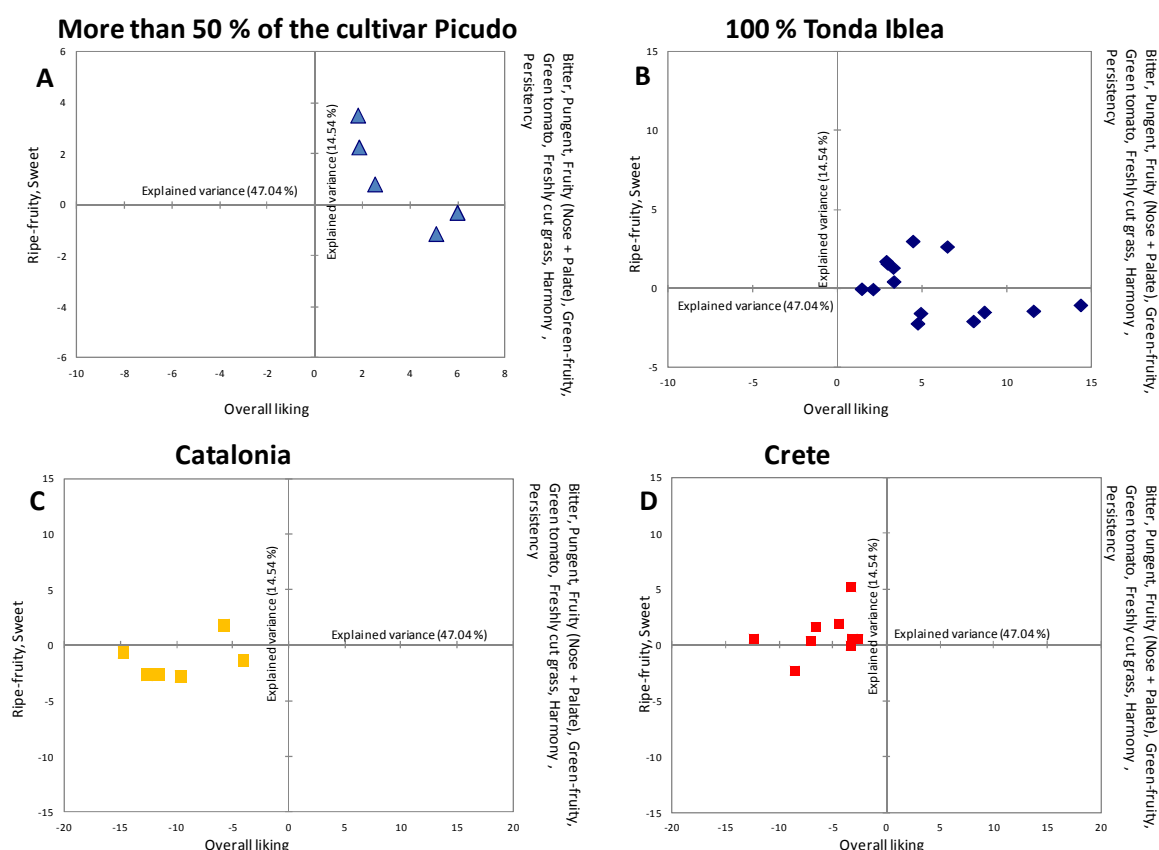 More than 50 % of the cultivar Picudo
A
6
4
2
0
-2
-4
-6
-10
-8
-6
-4
-2
0
2
4
6
8
Ripe-fruity, Sweet
Explained variance (47.04 %)
Explained variance (14.54 %)
Overall liking
Bitter, Pungent, Fruity (Nose + Palate), Green-fruity,
Green tomato, Freshly cut grass, Harmony ,
Persistency
100 % Tonda Iblea
B
15
10
5
0
-5
-10
-5
0
5
10
15
Ripe-fruity, Sweet
Explained variance (47.04 %)
Explained variance (14.54 %)
Overall liking
Bitter, Pungent, Fruity (Nose + Palate), Green-fruity,
Green tomato, Freshly cut grass, Harmony ,
Persistency
Catalonia
C
15
10
5
0
-5
-10
-15
-20
-15
-10
-5
0
5
10
15
20
Ripe-fruity, Sweet
Explained variance (47.04 %)
Explained variance (14.54 %)
Overall liking
Bitter, Pungent, Fruity (Nose + Palate), Green-fruity,
Green tomato, Freshly cut grass, Harmony ,
Persistency
Crete
D
15
10
5
0
-5
-10
-15
-20
-15
-10
-5
0
5
10
15
20
Ripe-fruity, Sweet
Explained variance (47.04 %)
Explained variance (14.54 %)
Overall liking
Bitter, Pungent, Fruity (Nose + Palate), Green-fruity,
Green tomato, Freshly cut grass, Harmony ,
Persistency